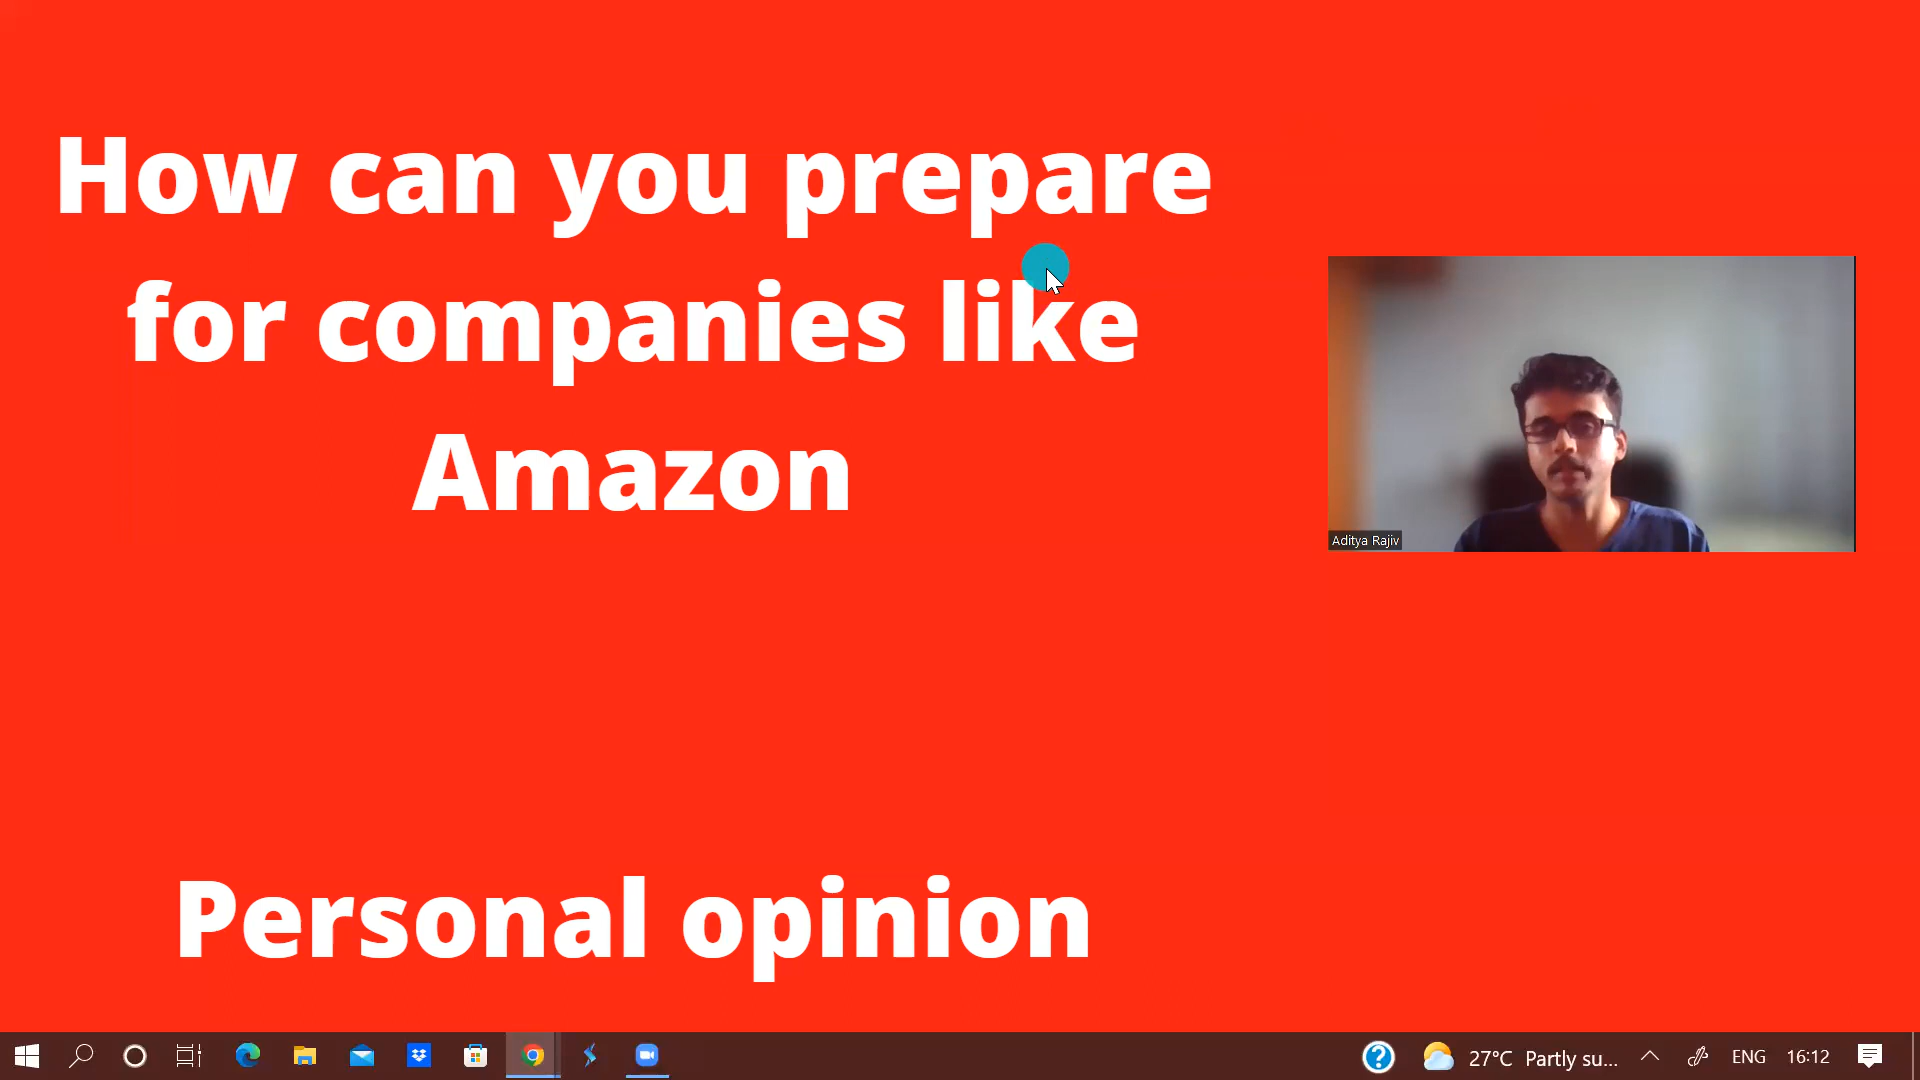 How can you prepare
for companies like
Amazon
Aditya Rajiv
Personal opinion
27°C Partly su...
ENG
16:12